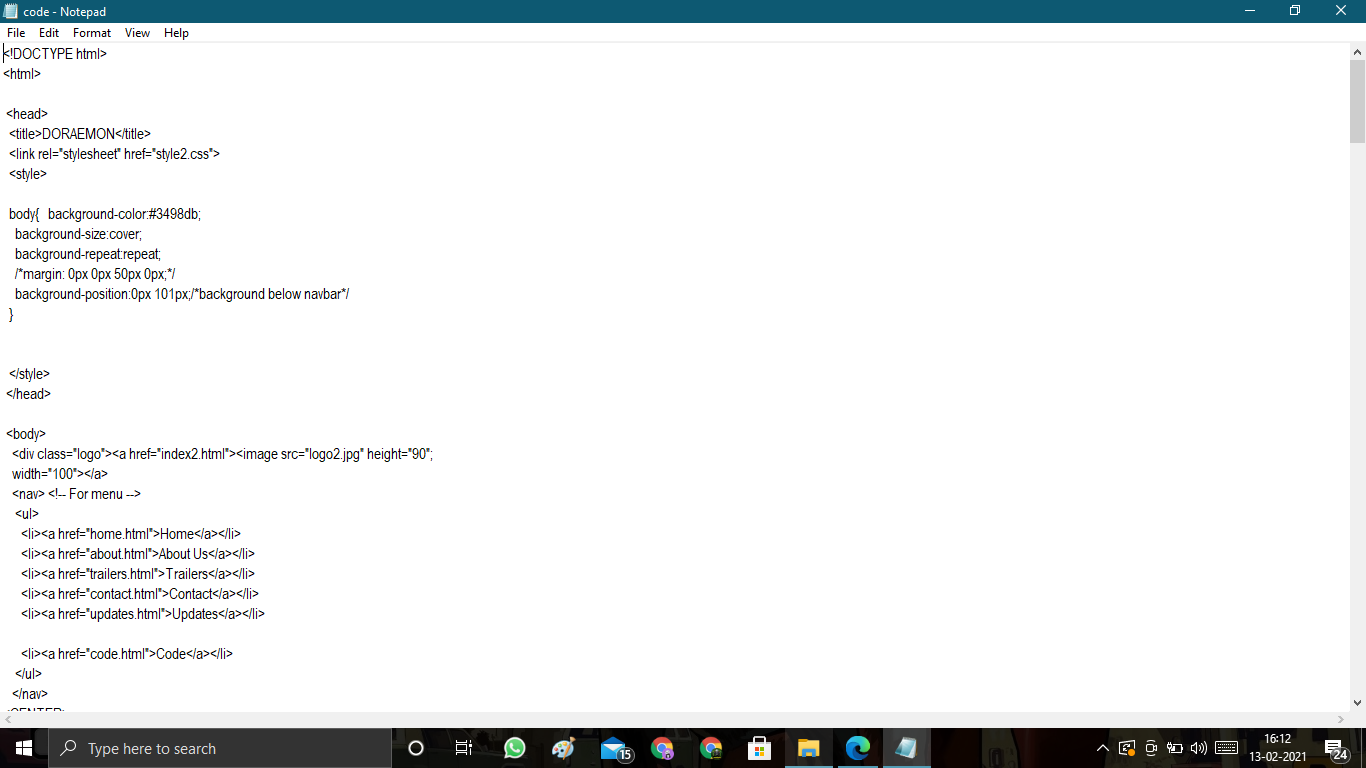 code - Notepad
File Edit Format View Help
<!DOCTYPE html>
<html>
<head>
<title>DORAEMON</title>
<link rel="stylesheet" href="style2.css">
<style>
body{ background-color:#3498db;
background-size:cover;
background-repeat:repeat;
/*margin: 0px 0px 50px 0px;*/
background-position:0px 101px;/*background below navbar*/
}
</style>
</head>
<body>
<div class="logo"><a href="index2.html"><image src="logo2.jpg" height="90";
width="100"></a>
<nav> <!-- For menu -->
<ul>
<li><a href="home.html">Home</a></li>
<li><a href="about.html">About Us</a></li>
<li><a href="trailers.html">Trailers</a></li>
<li><a href="contact.html">Contact</a></li>
<li><a href="updates.html">Updates</a></li>
<li><a href="code.html">Code</a></li>
</ul>
</nav>
<CENTER>
Type here to search
15
16:12
13-02-2021
24